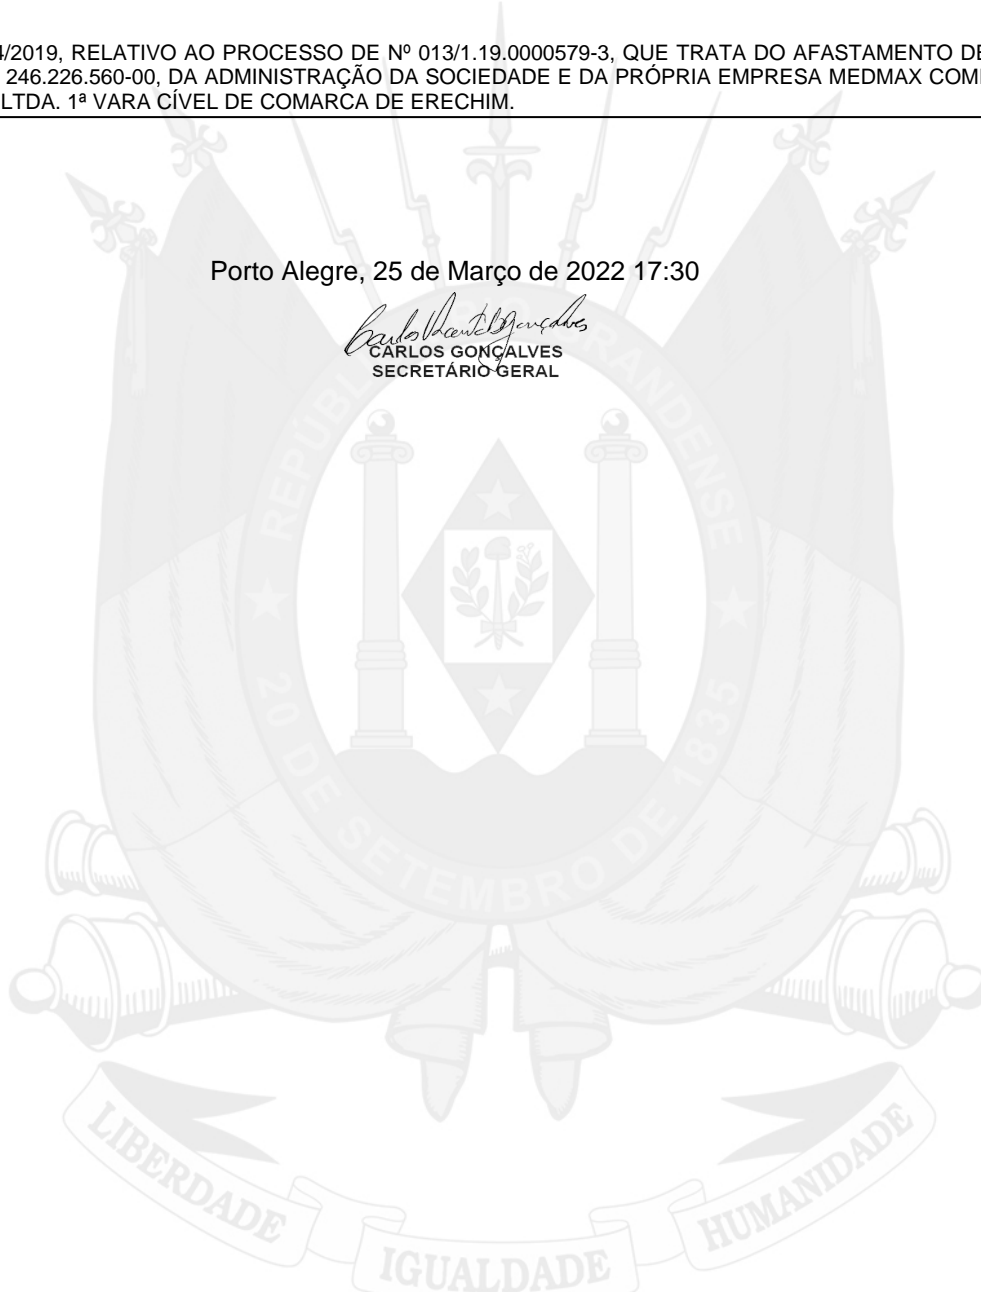 4/2019, RELATIVO AO PROCESSO DE Nº 013/1.19.0000579-3, QUE TRATA DO AFASTAMENTO DE
246.226.560-00, DA ADMINISTRAÇÃO DA SOCIEDADE E DA PRÓPRIA EMPRESA MEDMAX COM
LTDA. 1ª VARA CÍVEL DE COMARCA DE ERECHIM.
Porto Alegre, 25 de Março de 2022 17:30
Carlos Vicente B Gonçalves
CARLOS GONÇALVES
SECRETÁRIO GERAL
REPÚBLICA RIO GRANDENSE
20 DE SETEMBRO DE 1835
LIBERDADE
IGUALDADE
HUMANIDADE